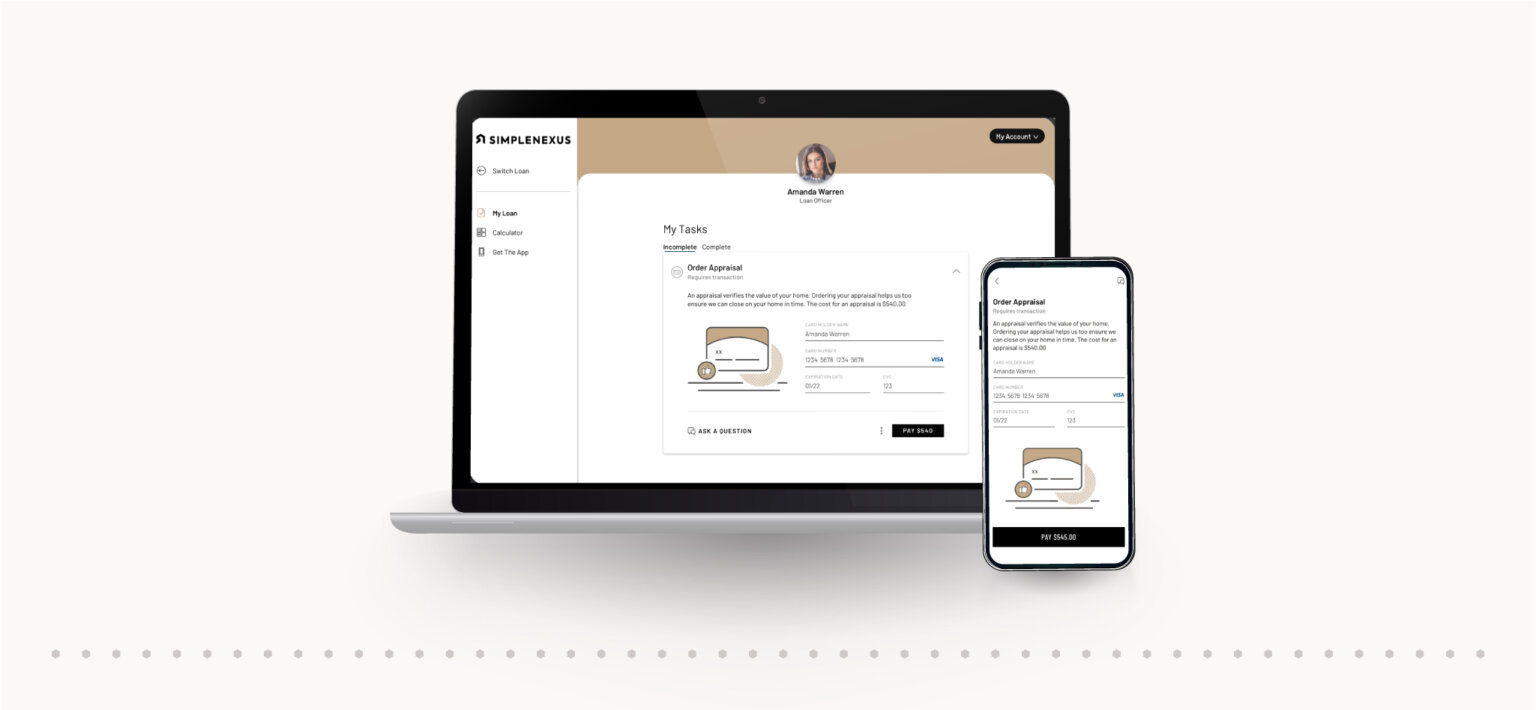 SIMPLENEXUS
My Account
Switch Loan
My Loan
Calculator
Get The App
Amanda Warren
Loan Officer
My Tasks
Incomplete Complete
Order Appraisal
Requires transaction
An appraisal verifies the value of your home. Ordering your appraisal helps us too
ensure we can close on your home in time. The cost for an appraisal is $540.00
XX
CARD HOLDER NAME
Amanda Warren
CARD NUMBER
1234 5678 1234 5678 VISA
EXPIRATION DATE CVC
01/22 123
ASK A QUESTION
PAY $540
Order Appraisal
Requires transaction
An appraisal verifies the value of your home.
Ordering your appraisal helps us too ensure we
can close on your home in time. The cost for an
appraisal is $540.00
CARD HOLDER NAME
Amanda Warren
CARD NUMBER
1234 5678 1234 5678 VISA
EXPIRATION DATE CVC
01/22 123
XX
PAY $545.00